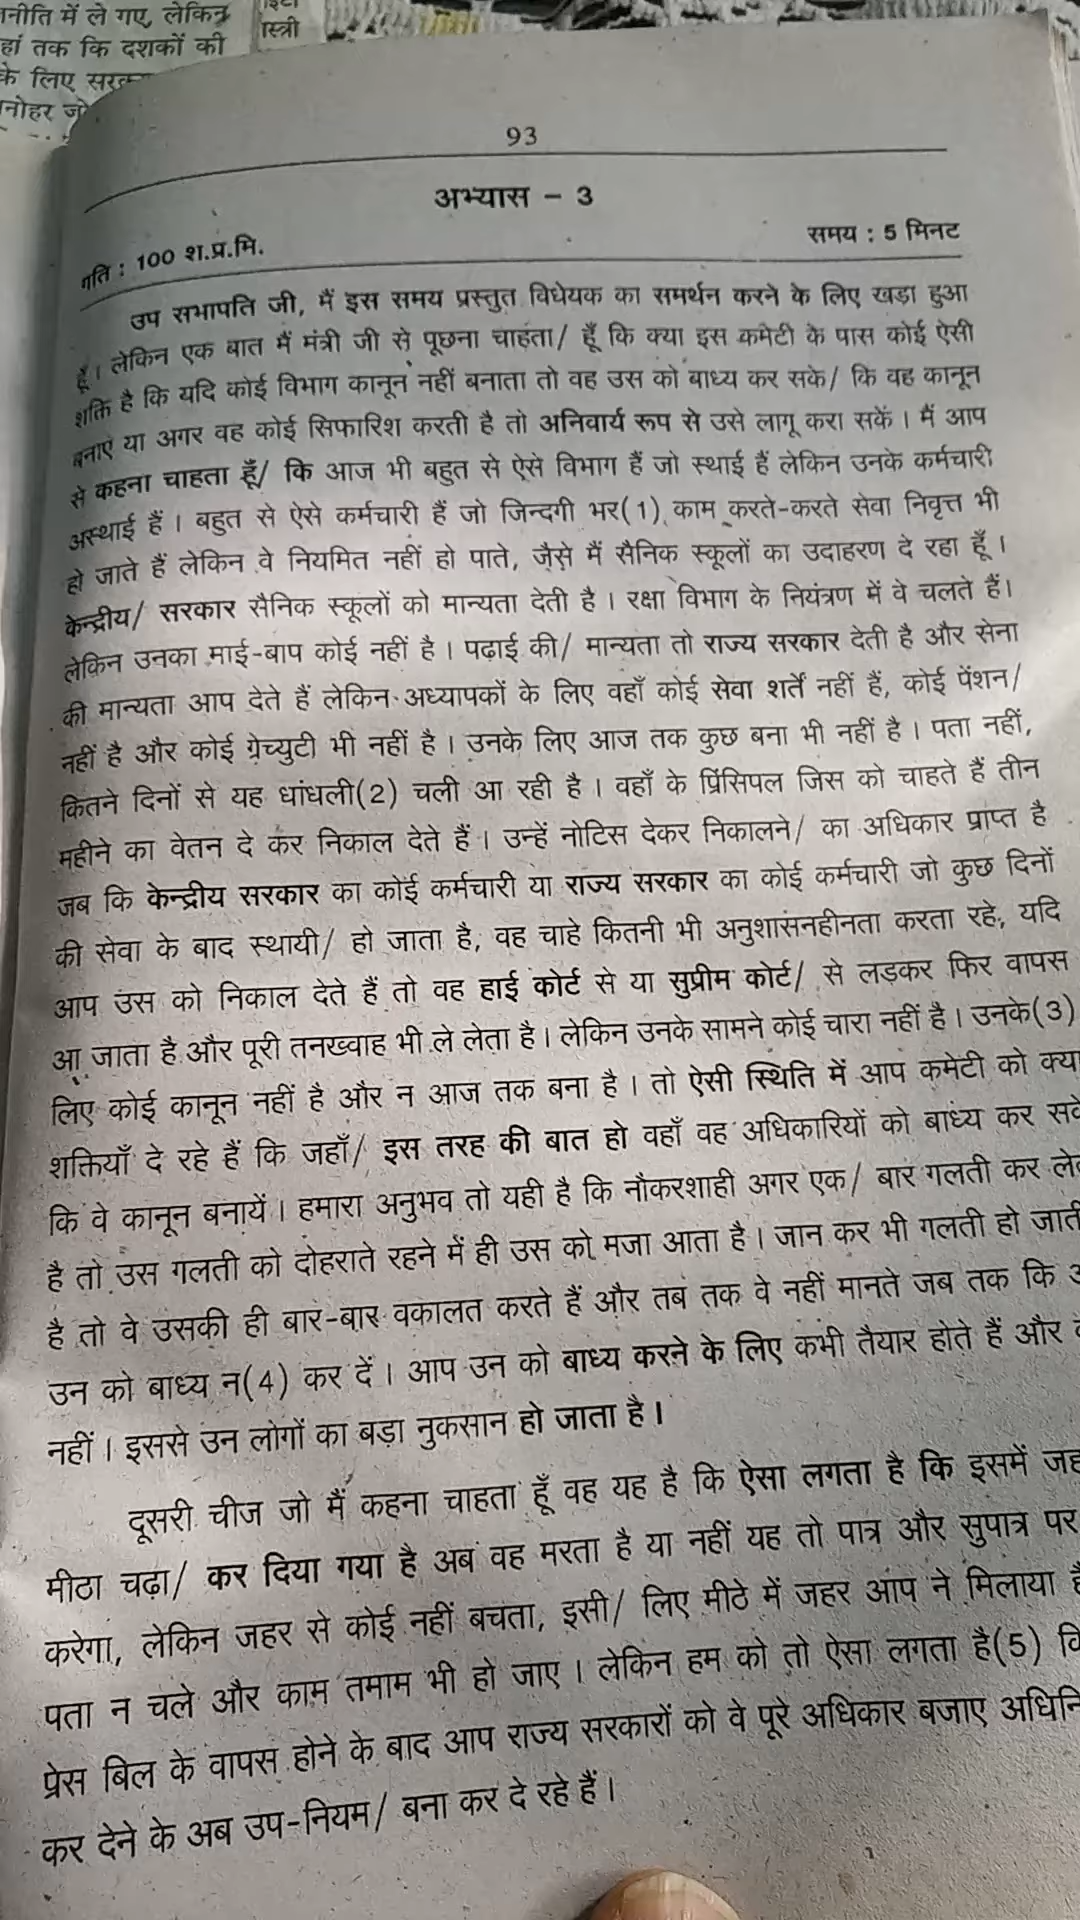 नीति में ले गए, लेकिन
हां तक कि दशकों की
के लिए
नोहर
स्त्री
93
अभ्यास – 3
गति : 100 श.प्र.मि.
समय : 5 मिनट
उप सभापति जी, मैं इस समय प्रस्तुत विधेयक का समर्थन करने के लिए खड़ा हुआ
हूँ। लेकिन एक बात मैं मंत्री जी से पूछना चाहता/ हूँ कि क्या इस कमेटी के पास कोई ऐसी
शक्ति है कि यदि कोई विभाग कानून नहीं बनाता तो वह उस को बाध्य कर सके/ कि वह कानून
बनाए या अगर वह कोई सिफारिश करती है तो अनिवार्य रूप से उसे लागू करा सकें । मैं आप
से कहना चाहता हूँ/ कि आज भी बहुत से ऐसे विभाग हैं जो स्थाई हैं लेकिन उनके कर्मचारी
अस्थाई हैं । बहुत से ऐसे कर्मचारी हैं जो जिन्दगी भर(1) काम करते-करते सेवा निवृत्त भी
हो जाते हैं लेकिन वे नियमित नहीं हो पाते, जैसे मैं सैनिक स्कूलों का उदाहरण दे रहा हूँ ।
केन्द्रीय/ सरकार सैनिक स्कूलों को मान्यता देती है । रक्षा विभाग के नियंत्रण में वे चलते हैं।
लेकिन उनका माई-बाप कोई नहीं है । पढ़ाई की/ मान्यता तो राज्य सरकार देती है और सेना
की मान्यता आप देते हैं लेकिन अध्यापकों के लिए वहाँ कोई सेवा शर्तें नहीं हैं, कोई पेंशन/
नहीं है और कोई ग्रेच्युटी भी नहीं है । उनके लिए आज तक कुछ बना भी नहीं है । पता नहीं,
कितने दिनों से यह धांधली(2) चली आ रही है । वहाँ के प्रिंसिपल जिस को चाहते हैं तीन
महीने का वेतन दे कर निकाल देते हैं । उन्हें नोटिस देकर निकालने/ का अधिकार प्राप्त है
जब कि केन्द्रीय सरकार का कोई कर्मचारी या राज्य सरकार का कोई कर्मचारी जो कुछ दिनों
की सेवा के बाद स्थायी/ हो जाता है, वह चाहे कितनी भी अनुशासनहीनता करता रहे, यदि
आप उस को निकाल देते हैं तो वह हाई कोर्ट से या सुप्रीम कोर्ट/ से लड़कर फिर वापस
आ जाता है और पूरी तनख्वाह भी ले लेता है । लेकिन उनके सामने कोई चारा नहीं है । उनके(3)
लिए कोई कानून नहीं है और न आज तक बना है । तो ऐसी स्थिति में आप कमेटी को क्या
शक्तियाँ दे रहे हैं कि जहाँ/ इस तरह की बात हो वहाँ वह अधिकारियों को बाध्य कर
कि वे कानून बनायें । हमारा अनुभव तो यही है कि नौकरशाही अगर एक/ बार गलती कर
है तो उस गलती को दोहराते रहने में ही उस को मजा आता है । जान कर भी गलती हो जाती
है तो वे उसकी ही बार-बार वकालत करते हैं और तब तक वे नहीं मानते जब तक कि
उन को बाध्य न(4) कर दें । आप उन को बाध्य करने के लिए कभी तैयार होते हैं और
नहीं । इससे उन लोगों का बड़ा नुकसान हो जाता है ।
दूसरी चीज जो मैं कहना चाहता हूँ वह यह है कि ऐसा लगता है कि इसमें
मीठा चढ़ा/ कर दिया गया है अब वह मरता है या नहीं यह तो पात्र और सुपात्र पर
करेगा, लेकिन जहर से कोई नहीं बचता, इसी/ लिए मीठे में जहर आप ने मिलाया
पता न चले और काम तमाम भी हो जाए । लेकिन हम को तो ऐसा लगता है(5)
प्रेस बिल के वापस होने के बाद आप राज्य सरकारों को वे पूरे अधिकार बजाए
कर देने के अब उप-नियम/ बना कर दे रहे हैं ।